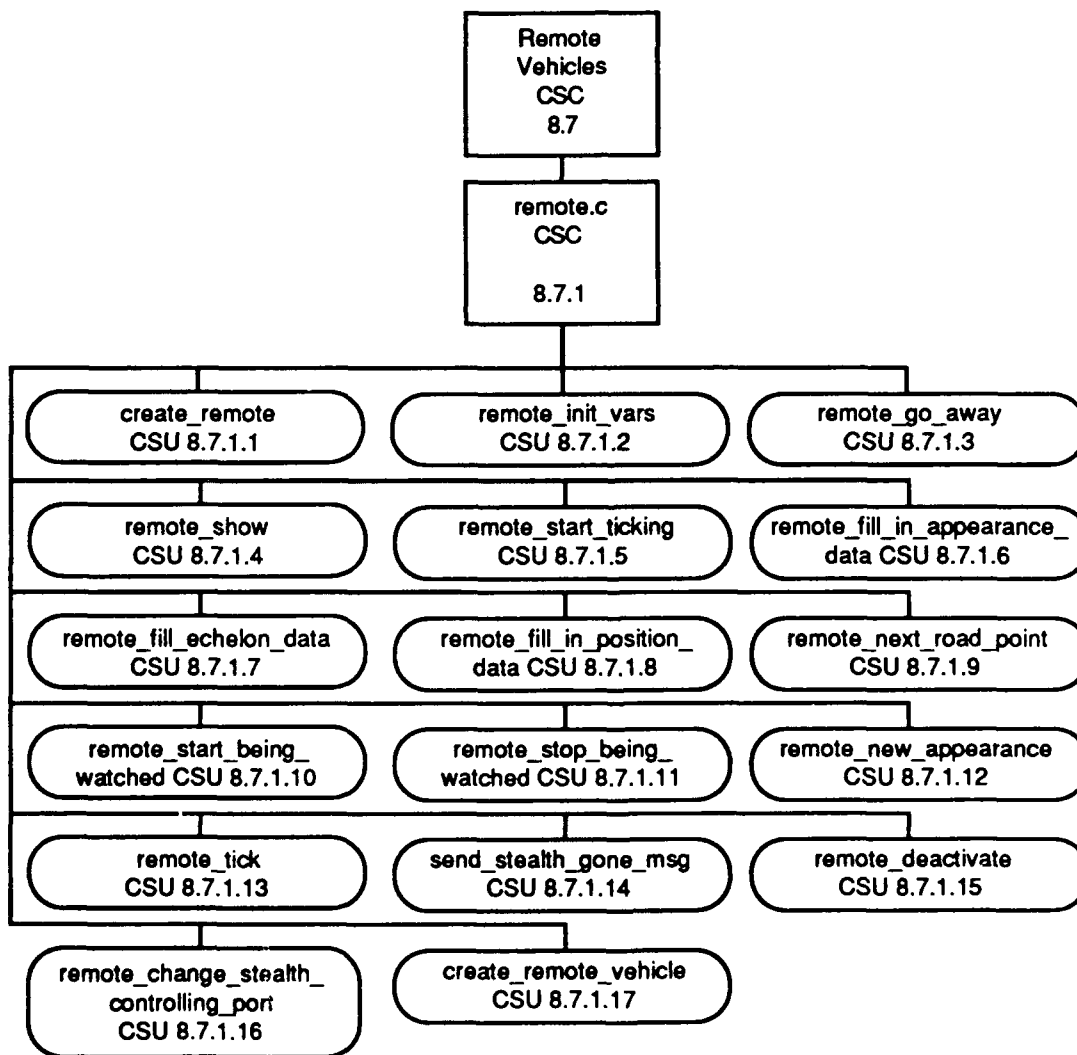 Remote
Vehicles
CSC
8.7
remote.c
CSC
8.7.1
create_remote
CSU 8.7.1.1
remote_init_vars
CSU 8.7.1.2
remote_go_away
CSU 8.7.1.3
remote_show
CSU 8.7.1.4
remote_start_ticking
CSU 8.7.1.5
remote_fill_in_appearance_
data CSU 8.7.1.6
remote_fill_echelon_data
CSU 8.7.1.7
remote_fill_in_position_
data CSU 8.7.1.8
remote_next_road_point
CSU 8.7.1.9
remote_start_being_
watched CSU 8.7.1.10
remote_stop_being_
watched CSU 8.7.1.11
remote_new_appearance
CSU 8.7.1.12
remote_tick
CSU 8.7.1.13
send_stealth_gone_msg
CSU 8.7.1.14
remote_deactivate
CSU 8.7.1.15
remote_change_stealth_
controlling_port
CSU 8.7.1.16
create_remote_vehicle
CSU 8.7.1.17